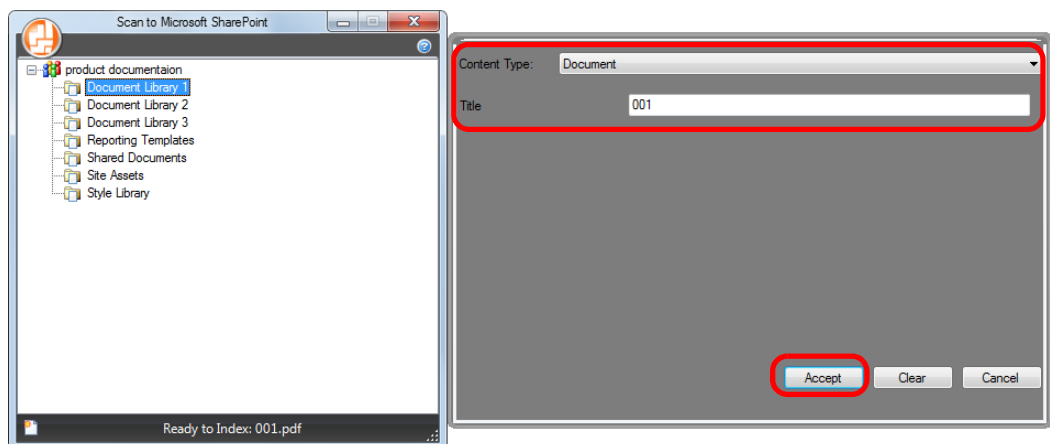 Scan to Microsoft SharePoint
product documentaion
Document Library 1
Document Library 2
Document Library 3
Reporting Templates
Shared Documents
Site Assets
Style Library
Ready to Index: 001.pdf
Content Type: Document
Title 001
Accept Clear Cancel